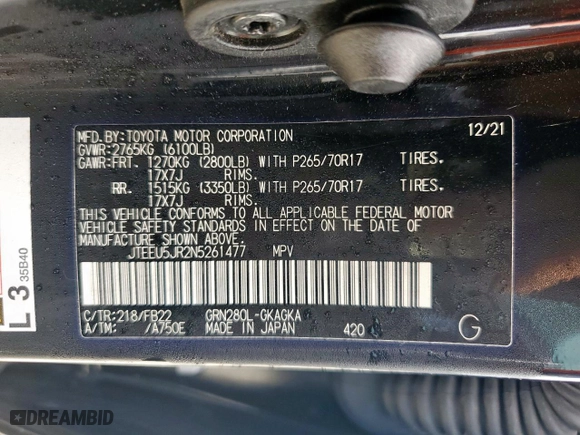 MFD.BY:TOYOTA MOTOR CORPORATION 12/21
GVWR:2765KG (6100LB)
GAWR:FRT. 1270KG (2800LB) WITH P265/70R17 TIRES.
17X7J RIMS.
RR. 1515KG (3350LB) WITH P265/70R17 TIRES.
17X7J RIMS.
THIS VEHICLE CONFORMS TO ALL APPLICABLE FEDERAL MOTOR
VEHICLE SAFETY STANDARDS IN EFFECT ON THE DATE OF
MANUFACTURE SHOWN ABOVE.
JTEEU5JR2N5261477 MPV
C/TR:218/FB22 GRN280L-GKAGKA
A/TM: /A750E MADE IN JAPAN 420 G
L 3 35B40
DREAMBID